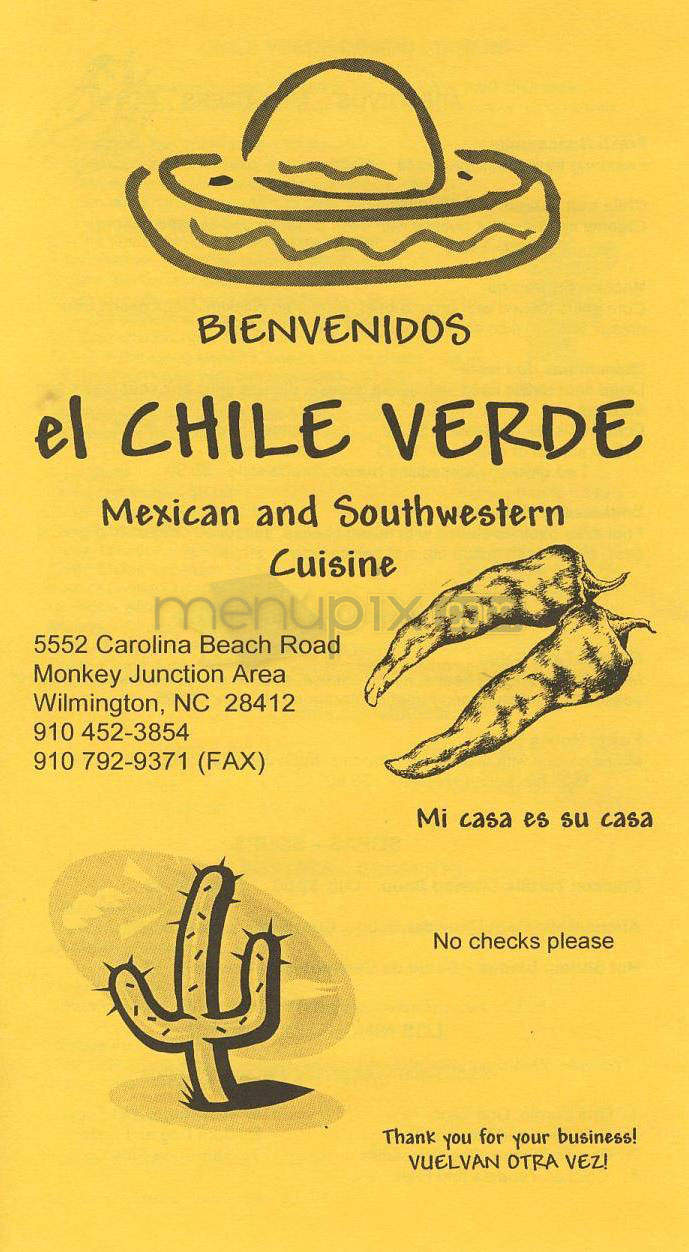 BIENVENIDOS
el CHILE VERDE
Mexican and Southwestern
Cuisine
menupix.com
5552 Carolina Beach Road
Monkey Junction Area
Wilmington, NC 28412
910 452-3854
910 792-9371 (FAX)
Mi casa es su casa
No checks please
Thank you for your business!
VUELVAN OTRA VEZ!